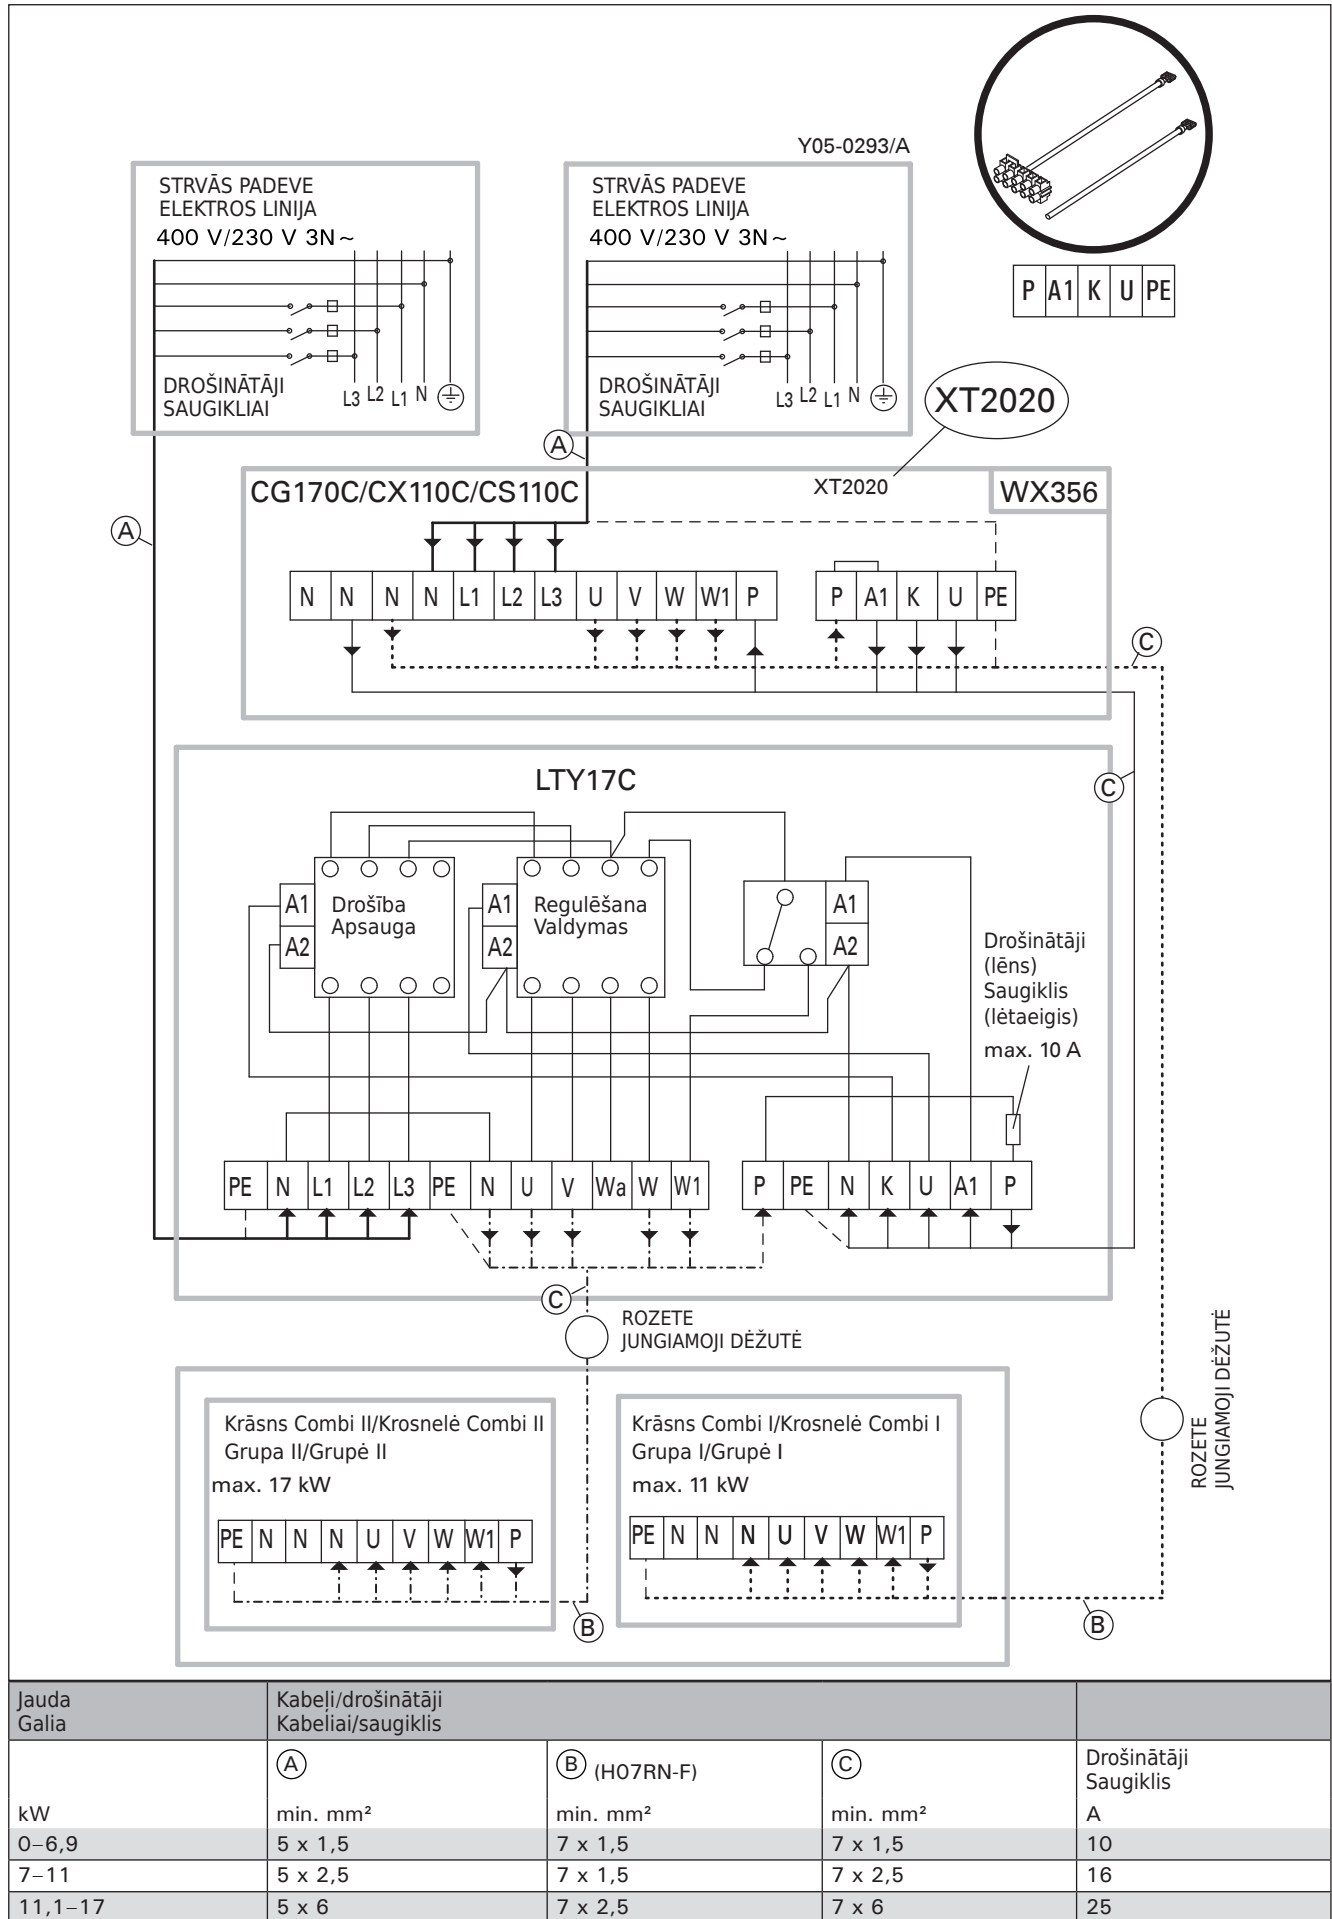 Y05-0293/A
STRVĀS PADEVE
ELEKTROS LINIJA
400 V/230 V 3N~
DROŠINĀTĀJI
SAUGIKLIAI
L3 L2 L1 N
STRVĀS PADEVE
ELEKTROS LINIJA
400 V/230 V 3N~
DROŠINĀTĀJI
SAUGIKLIAI
L3 L2 L1 N
P A1 K U PE
XT2020
A
A
CG170C/CX110C/CS110C
XT2020
WX356
N N N N L1 L2 L3 U V W W1 P
P A1 K U PE
C
LTY17C
C
A1
A2
Drošība
Apsauga
A1
A2
Regulēšana
Valdymas
A1
A2
Drošinātāji
(lēns)
Saugiklis
(lėtaeigis)
max. 10 A
PE N L1 L2 L3 PE N U V Wa W W1
P PE N K U A1 P
C
ROZETE
JUNGIAMOJI DĖŽUTĖ
ROZETE
JUNGIAMOJI DĖŽUTĖ
Krāsns Combi II/Krosnelė Combi II
Grupa II/Grupė II
max. 17 kW
PE N N N U V W W1 P
B
Krāsns Combi I/Krosnelė Combi I
Grupa I/Grupė I
max. 11 kW
PE N N N U V W W1 P
B
Jauda
Galia
Kabeļi/drošinātāji
Kabeliai/saugiklis
A
B (H07RN-F)
C
Drošinātāji
Saugiklis
kW min. mm² min. mm² min. mm² A
0–6,9 5 x 1,5 7 x 1,5 7 x 1,5 10
7–11 5 x 2,5 7 x 1,5 7 x 2,5 16
11,1–17 5 x 6 7 x 2,5 7 x 6 25